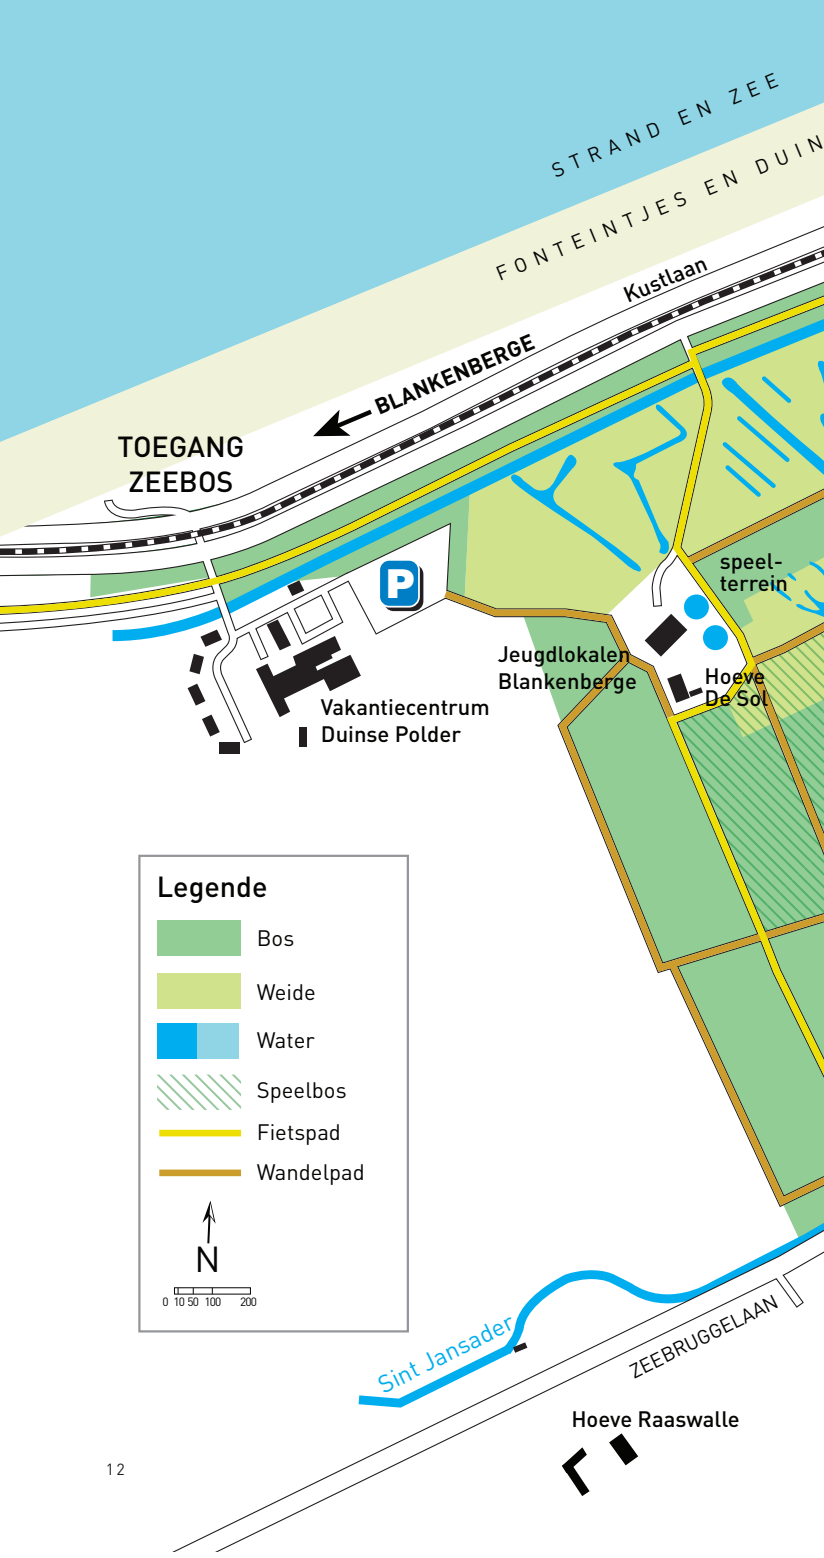 STRAND EN ZEE
FONTEINTJES EN DUIN
Kustlaan
BLANKENBERGE
TOEGANG
ZEEBOS
P
speel-
terrein
Jeugdlokalen
Blankenberge
Hoeve
De Sol
Vakantiecentrum
Duinse Polder
Legende
Bos
Weide
Water
Speelbos
Fietspad
Wandelpad
N
0 10 50 100 200
Sint Jansader
ZEEBRUGGELAAN
Hoeve Raaswalle
12